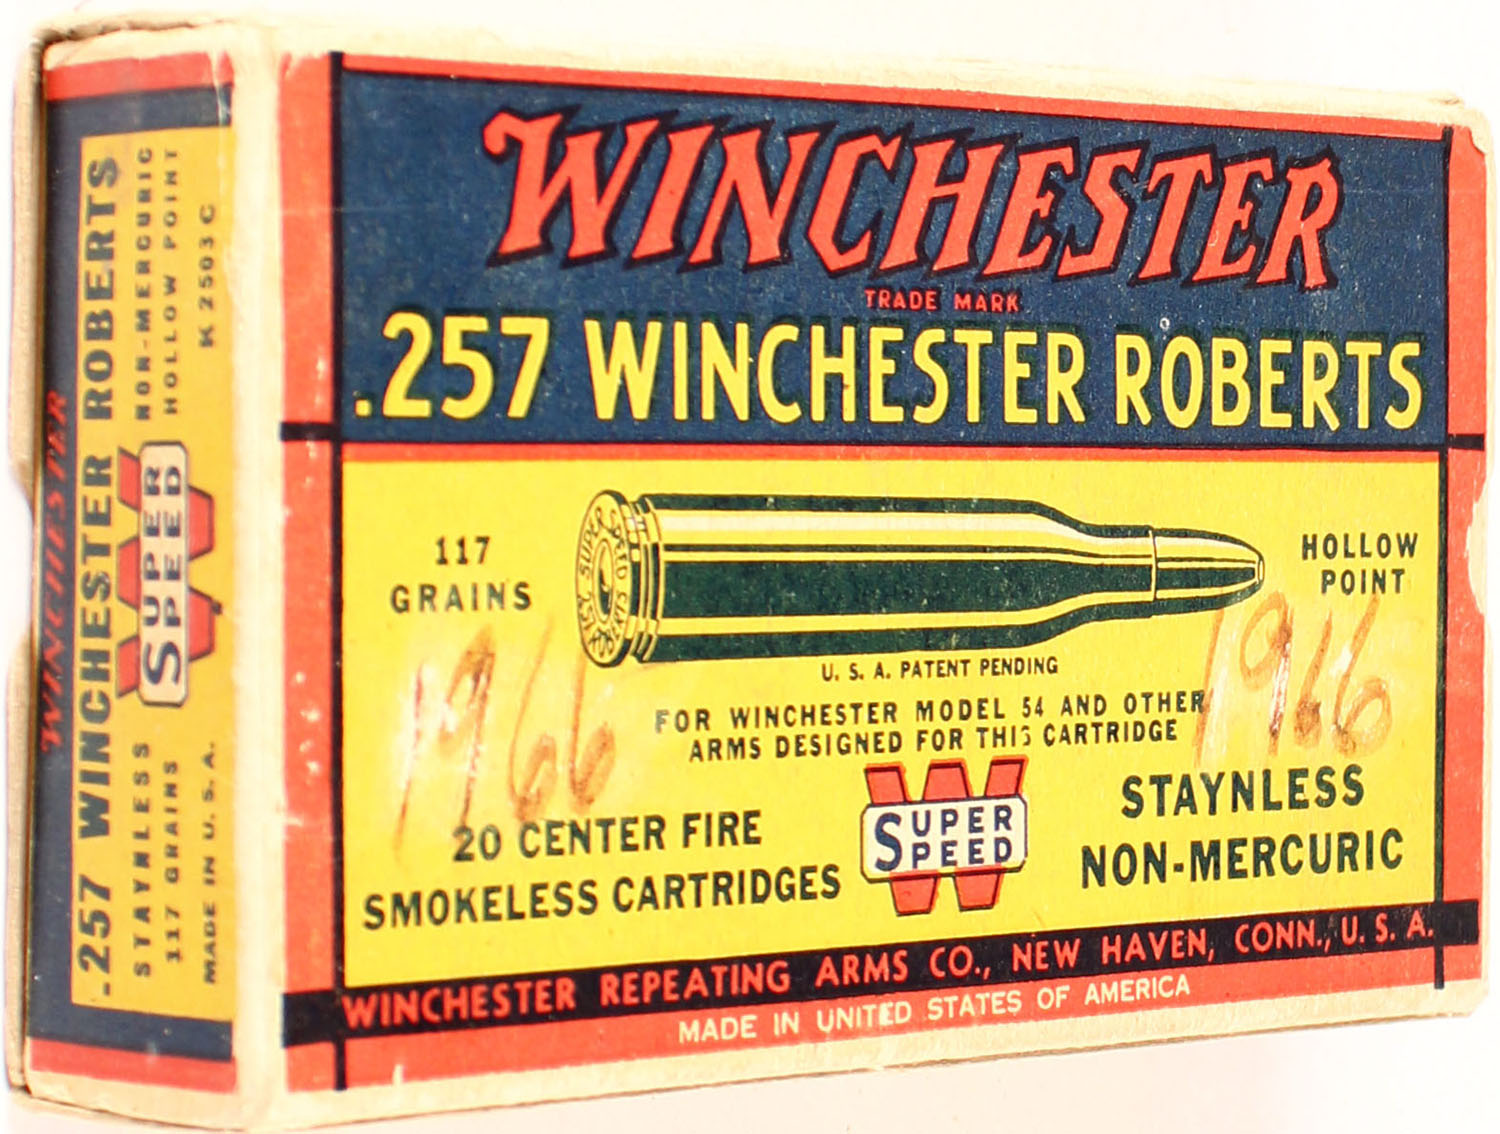 WINCHESTER
TRADE MARK
.257 WINCHESTER ROBERTS
117
GRAINS
HOLLOW
POINT
SUPER SPEED
U. S. A. PATENT PENDING
1966
1966
FOR WINCHESTER MODEL 54 AND OTHER
ARMS DESIGNED FOR THIS CARTRIDGE
20 CENTER FIRE
SMOKELESS CARTRIDGES
W
SUPER
SPEED
STAYNLESS
NON-MERCURIC
WINCHESTER REPEATING ARMS CO., NEW HAVEN, CONN., U. S. A.
MADE IN UNITED STATES OF AMERICA
WINCHESTER
.257 WINCHESTER ROBERTS
STAYNLESS
117 GRAINS
MADE IN U.S.A.
W
SUPER
SPEED
NON-MERCURIC
HOLLOW POINT
K 2503 C